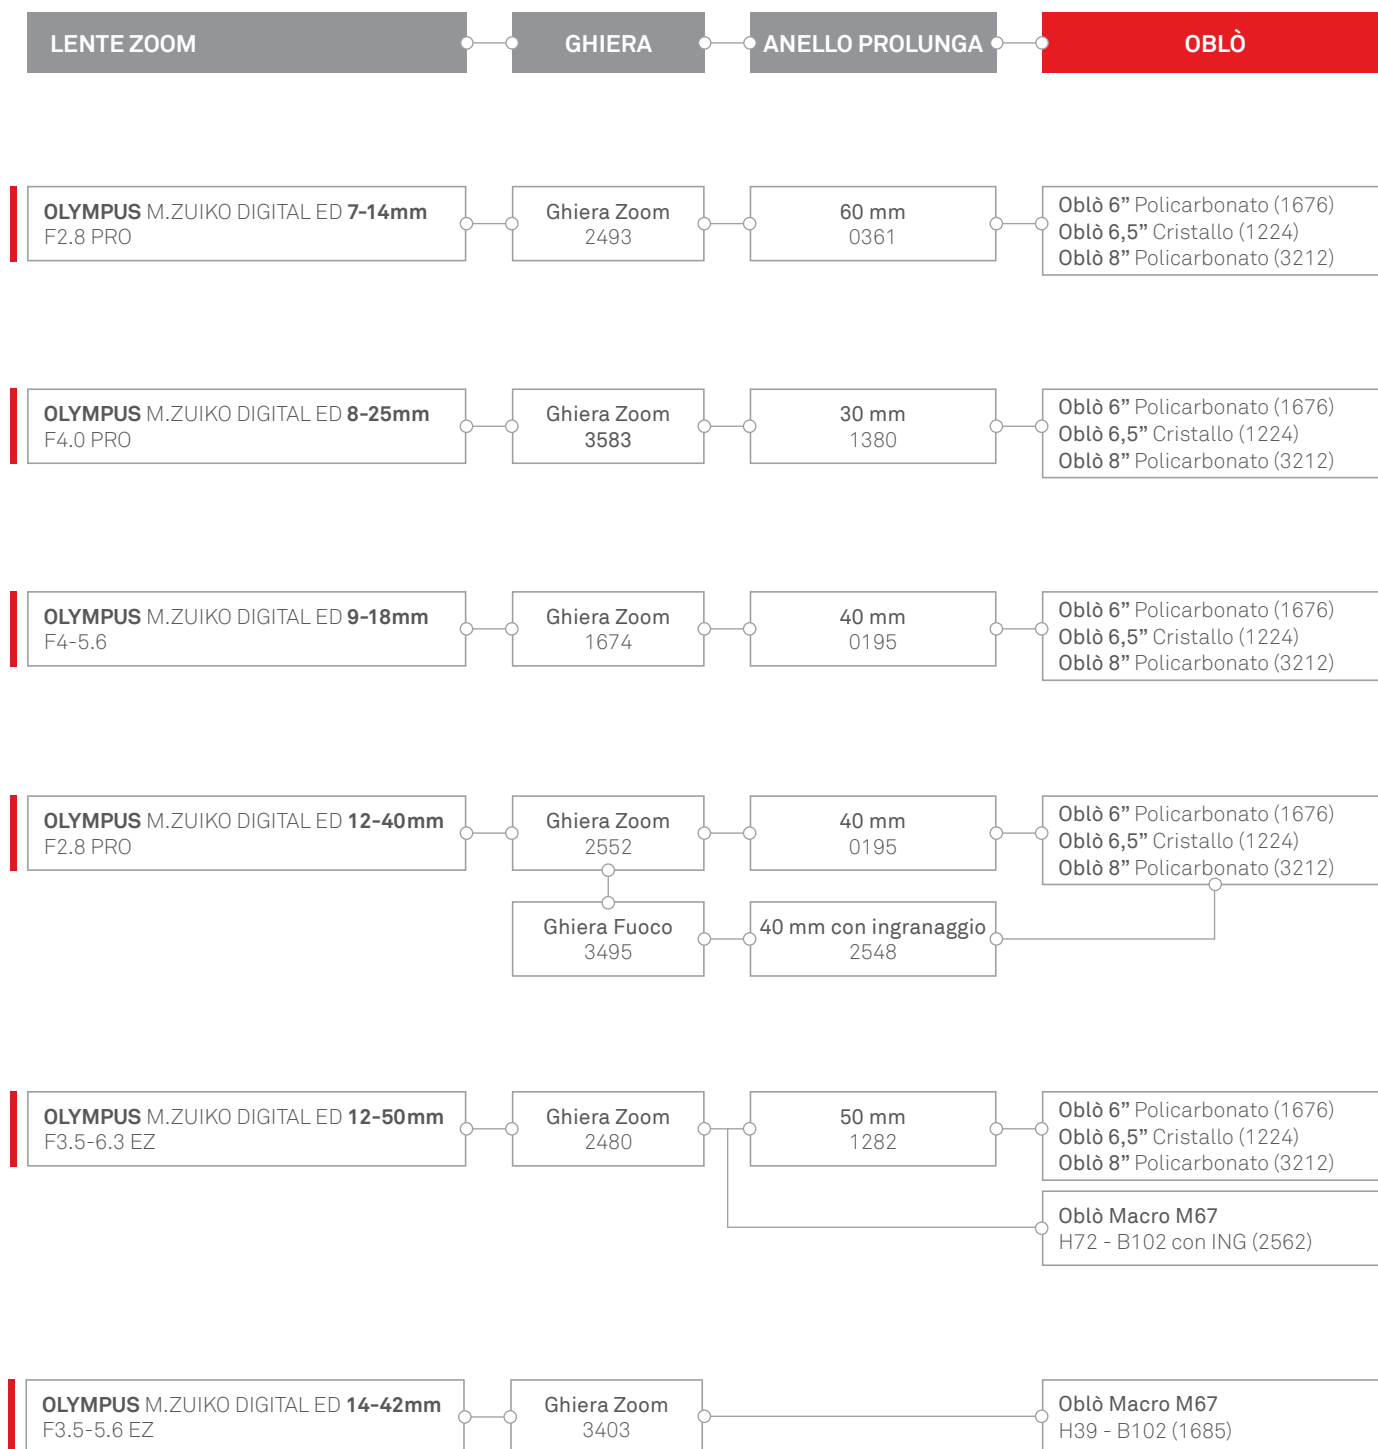 LENTE ZOOM
GHIERA
ANELLO PROLUNGA
OBLÒ
OLYMPUS M.ZUIKO DIGITAL ED 7-14mm
F2.8 PRO
Ghiera Zoom
2493
60 mm
0361
Oblò 6” Policarbonato (1676)
Oblò 6,5” Cristallo (1224)
Oblò 8” Policarbonato (3212)
OLYMPUS M.ZUIKO DIGITAL ED 8-25mm
F4.0 PRO
Ghiera Zoom
3583
30 mm
1380
Oblò 6” Policarbonato (1676)
Oblò 6,5” Cristallo (1224)
Oblò 8” Policarbonato (3212)
OLYMPUS M.ZUIKO DIGITAL ED 9-18mm
F4-5.6
Ghiera Zoom
1674
40 mm
0195
Oblò 6” Policarbonato (1676)
Oblò 6,5” Cristallo (1224)
Oblò 8” Policarbonato (3212)
OLYMPUS M.ZUIKO DIGITAL ED 12-40mm
F2.8 PRO
Ghiera Zoom
2552
40 mm
0195
Oblò 6” Policarbonato (1676)
Oblò 6,5” Cristallo (1224)
Oblò 8” Policarbonato (3212)
Ghiera Fuoco
3495
40 mm con ingranaggio
2548
OLYMPUS M.ZUIKO DIGITAL ED 12-50mm
F3.5-6.3 EZ
Ghiera Zoom
2480
50 mm
1282
Oblò 6” Policarbonato (1676)
Oblò 6,5” Cristallo (1224)
Oblò 8” Policarbonato (3212)
Oblò Macro M67
H72 - B102 con ING (2562)
OLYMPUS M.ZUIKO DIGITAL ED 14-42mm
F3.5-5.6 EZ
Ghiera Zoom
3403
Oblò Macro M67
H39 - B102 (1685)